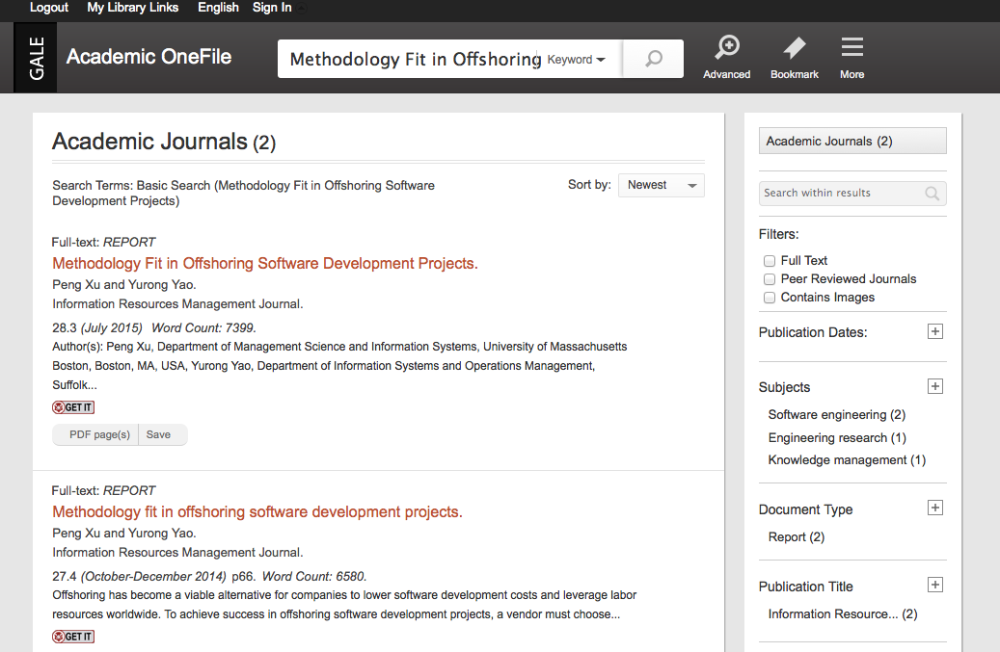 Logout My Library Links English Sign In
GALE
Academic OneFile
Methodology Fit in Offshoring Keyword
Advanced Bookmark More
Academic Journals (2)
Search Terms: Basic Search (Methodology Fit in Offshoring Software
Development Projects)
Sort by: Newest
Full-text: REPORT
Methodology Fit in Offshoring Software Development Projects.
Peng Xu and Yurong Yao.
Information Resources Management Journal.
28.3 (July 2015) Word Count: 7399.
Author(s): Peng Xu, Department of Management Science and Information Systems, University of Massachusetts
Boston, Boston, MA, USA, Yurong Yao, Department of Information Systems and Operations Management,
Suffolk...
GET IT
PDF page(s) Save
Full-text: REPORT
Methodology fit in offshoring software development projects.
Peng Xu and Yurong Yao.
Information Resources Management Journal.
27.4 (October-December 2014) p66. Word Count: 6580.
Offshoring has become a viable alternative for companies to lower software development costs and leverage labor
resources worldwide. To achieve success in offshoring software development projects, a vendor must choose...
GET IT
Academic Journals (2)
Search within results
Filters:
Full Text
Peer Reviewed Journals
Contains Images
Publication Dates:
Subjects
Software engineering (2)
Engineering research (1)
Knowledge management (1)
Document Type
Report (2)
Publication Title
Information Resource... (2)